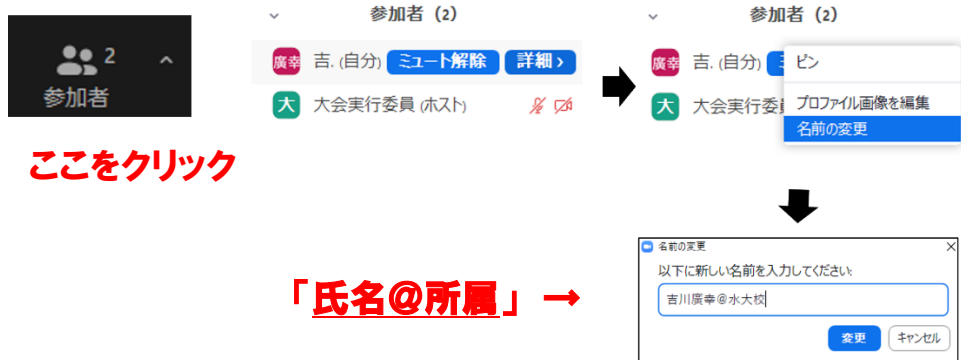 2
参加者
ここをクリック
参加者 (2)
廣幸 吉. (自分) ミュート解除 詳細 >
大 大会実行委員 (ホスト)
参加者 (2)
廣幸 吉. (自分)
大 大会実行委
ピン
プロファイル画像を編集
名前の変更
「氏名@所属」 →
名前の変更
以下に新しい名前を入力してください:
吉川廣幸@水大校
変更 キャンセル